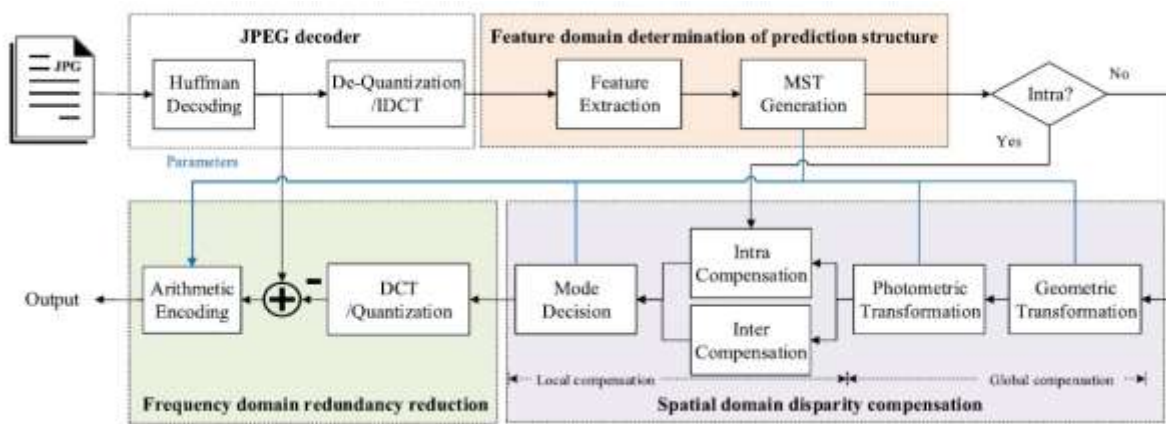 JPEG decoder
Feature domain determination of prediction structure
JPG
Huffman
Decoding
De-Quantization
/IDCT
Feature
Extraction
MST
Generation
Intra?
No
Yes
Parameters
Output
Arithmetic
Encoding
DCT
/Quantization
Mode
Decision
Intra
Compensation
Inter
Compensation
Photometric
Transformation
Geometric
Transformation
Local compensation
Global compensation
Frequency domain redundancy reduction
Spatial domain disparity compensation